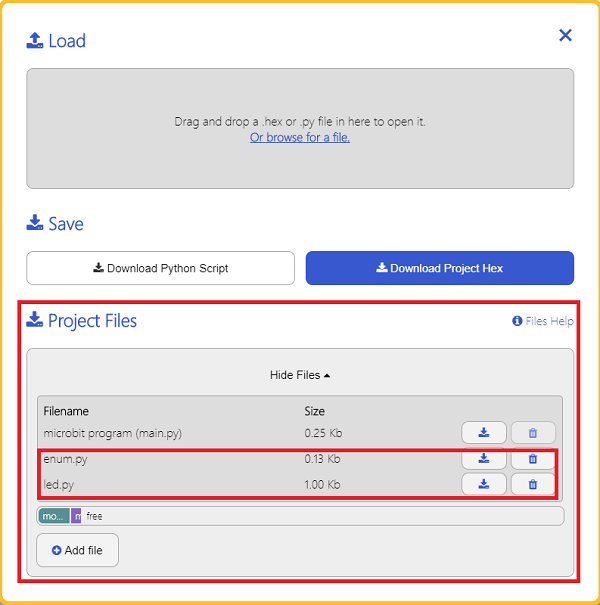 Load
Drag and drop a .hex or .py file in here to open it.
Or browse for a file.
Save
Download Python Script
Download Project Hex
Project Files
Files Help
Hide Files
Filename Size
microbit program (main.py) 0.25 Kb
enum.py 0.13 Kb
led.py 1.00 Kb
mo... free
Add file